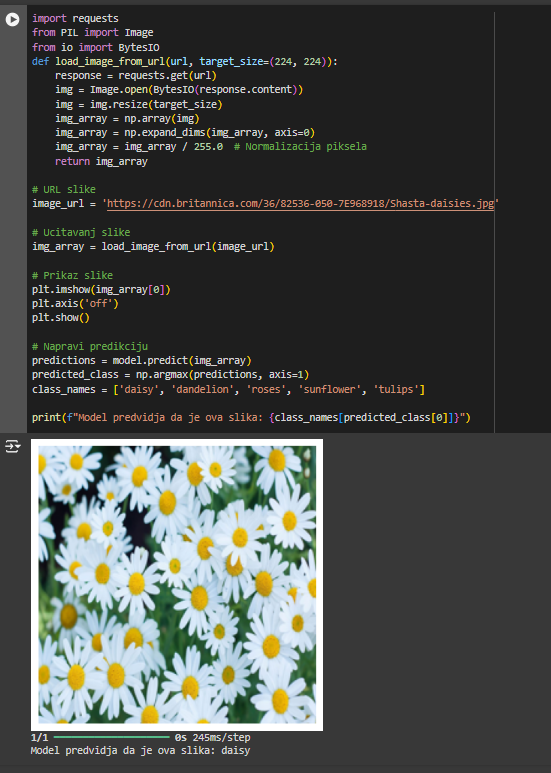 import requests
from PIL import Image
from io import BytesIO
def load_image_from_url(url, target_size=(224, 224)):
    response = requests.get(url)
    img = Image.open(BytesIO(response.content))
    img = img.resize(target_size)
    img_array = np.array(img)
    img_array = np.expand_dims(img_array, axis=0)
    img_array = img_array / 255.0  # Normalizacija piksela
    return img_array

# URL slike
image_url = 'https://cdn.britannica.com/36/82536-050-7E968918/Shasta-daisies.jpg'

# Ucitavanj slike
img_array = load_image_from_url(image_url)

# Prikaz slike
plt.imshow(img_array[0])
plt.axis('off')
plt.show()

# Napravi predikciju
predictions = model.predict(img_array)
predicted_class = np.argmax(predictions, axis=1)
class_names = ['daisy', 'dandelion', 'roses', 'sunflower', 'tulips']

print(f"Model predvidja da je ova slika: {class_names[predicted_class[0]]}")
1/1 0s 245ms/step
Model predvidja da je ova slika: daisy